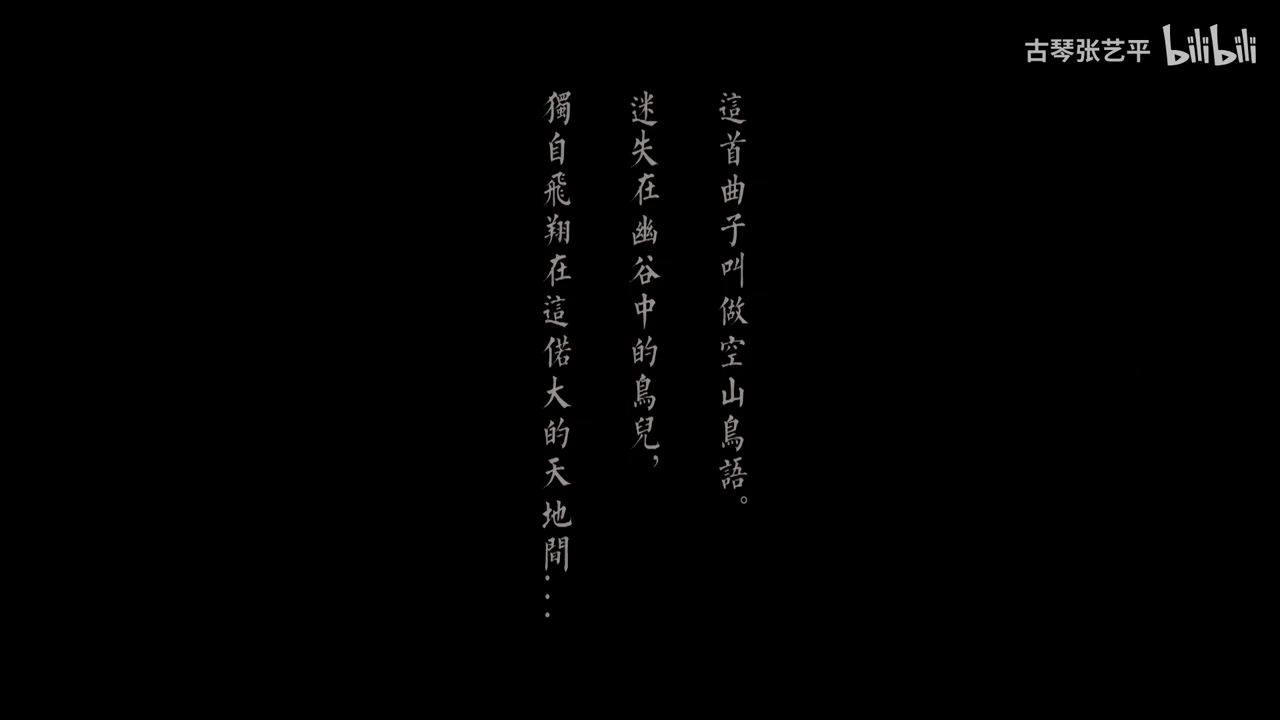 古琴张艺平 bilibili
這首曲子叫做空山鳥語。
迷失在幽谷中的鳥兒，
獨自飛翔在這偌大的天地間…